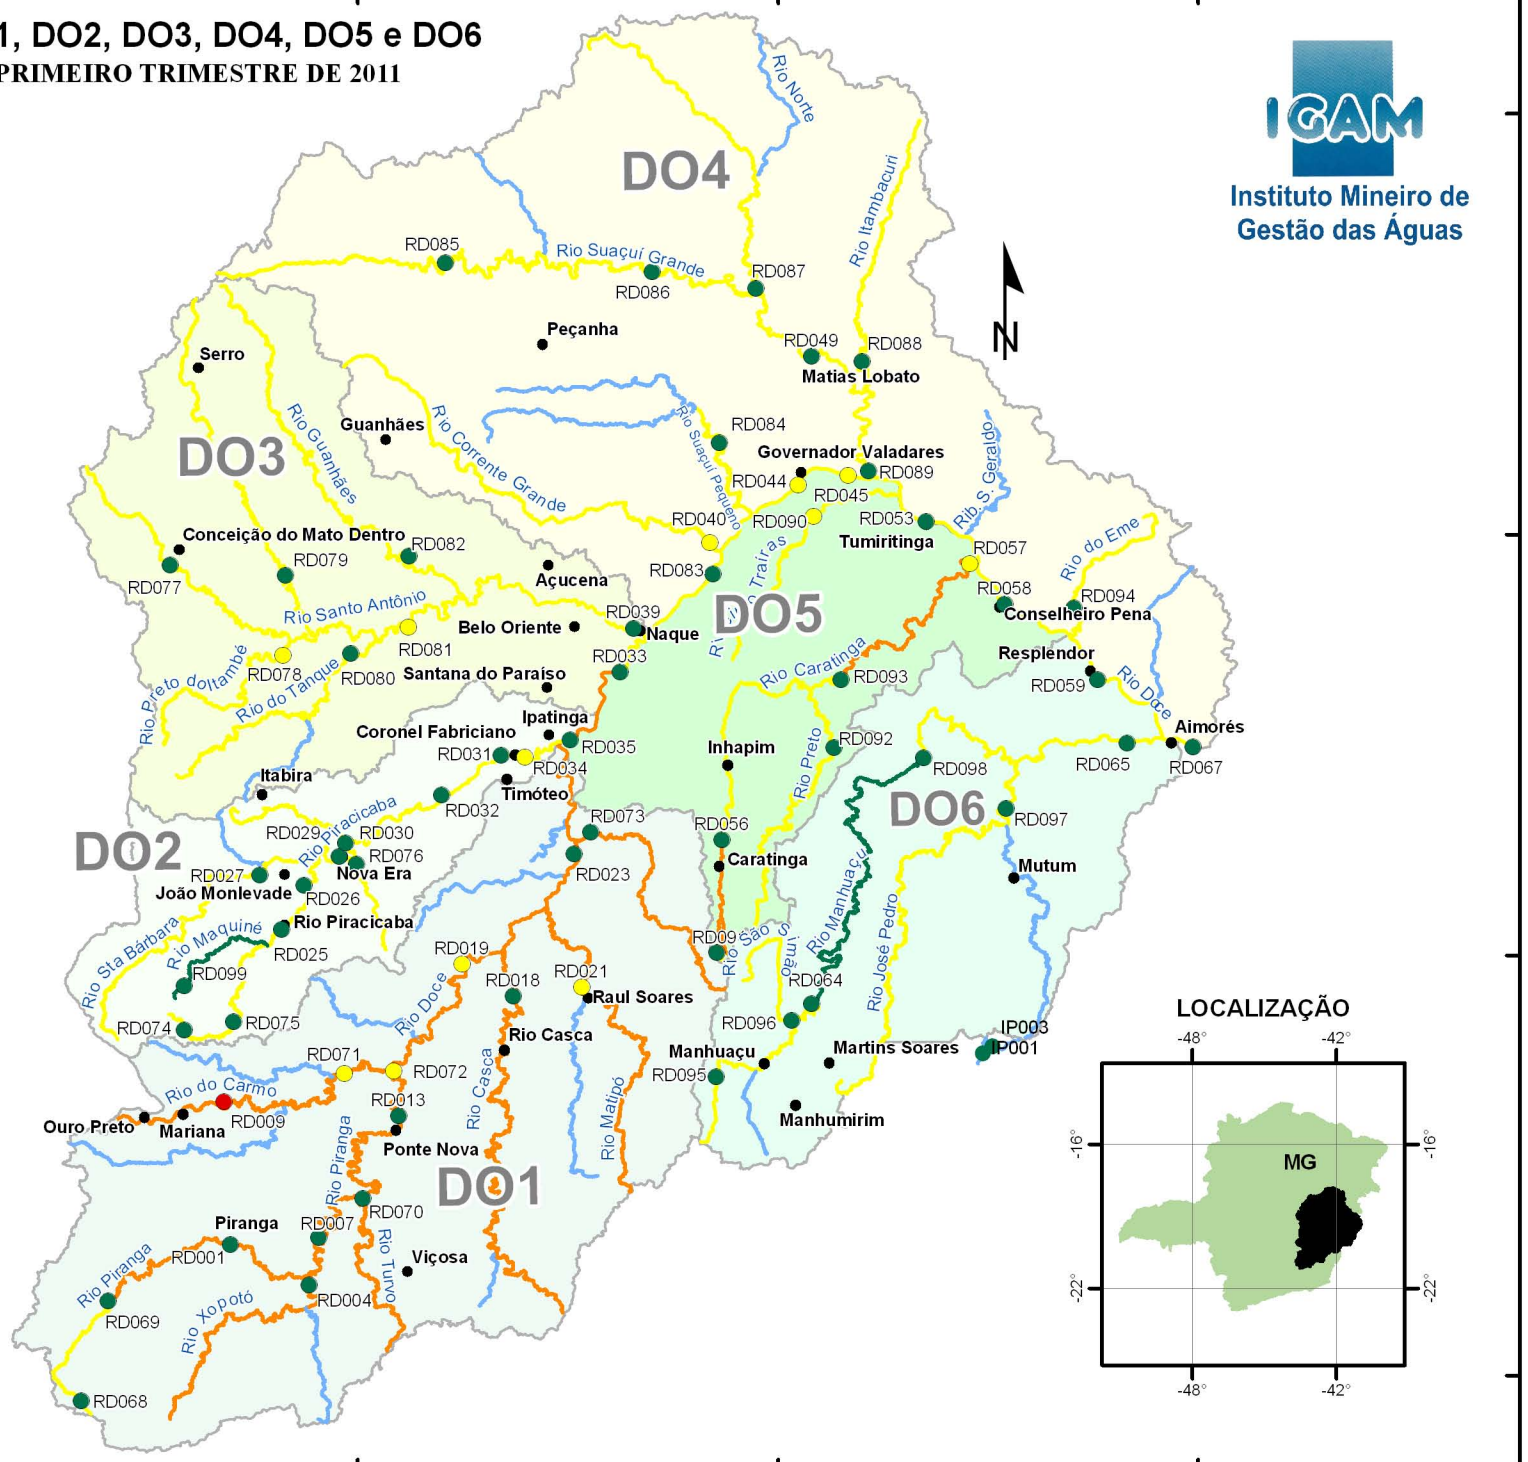 1, DO2, DO3, DO4, DO5 e DO6
PRIMEIRO TRIMESTRE DE 2011
IGAM
Instituto Mineiro de
Gestão das Águas
N
DO4
Rio Norte
Rio Itambacuri
RD085
Rio Suaçuí Grande
RD086
RD087
Peçanha
RD049
RD088
Matias Lobato
Serro
Guanhães
Rio Guanhães
Rio Corrente Grande
DO3
Rio Suaçuí Pequeno
RD084
Governador Valadares
RD044
RD089
RD045
RD040
RD090
RD053
Tumiritinga
Rib. S. Geraldo
RD057
Rio do Eme
Conceição do Mato Dentro
RD082
RD079
RD077
Açucena
RD083
Traíras
DO5
RD058
RD094
Conselheiro Pena
Rio Santo Antônio
Belo Oriente
RD039
Naque
RD081
RD078
RD080
Rio Preto do Itambé
Rio do Tanque
Santana do Paraíso
RD033
Rio Caratinga
RD093
Resplendor
RD059
Rio Doce
Aimorés
Ipatinga
Coronel Fabriciano
RD031
RD035
RD034
Timóteo
Inhapim
Rio Preto
RD092
RD098
RD065
RD067
Itabira
RD032
Rio Piracicaba
RD029
RD030
RD076
Nova Era
DO2
RD027
João Monlevade
RD026
RD073
RD023
RD056
Caratinga
DO6
RD097
Mutum
Rio Piracicaba
RD025
Rio Maquiné
Rio Sta Bárbara
RD099
RD074
RD075
RD019
RD018
RD021
Raul Soares
RD09
Rio São Simão
Rio Manhuaçu
Rio José Pedro
RD064
RD096
Rio Doce
Rio Casca
Manhuaçu
Martins Soares
IP003
IP001
RD095
Manhumirim
RD071
RD072
Rio do Carmo
RD013
RD009
Ouro Preto
Mariana
Ponte Nova
Rio Casca
Rio Matipó
DO1
Rio Piranga
RD070
RD007
Piranga
RD001
Rio Turvo
Viçosa
Rio Piranga
RD069
RD004
Rio Xopotó
RD068
LOCALIZAÇÃO
-48°
-42°
-16°
-16°
MG
-22°
-22°
-48°
-42°